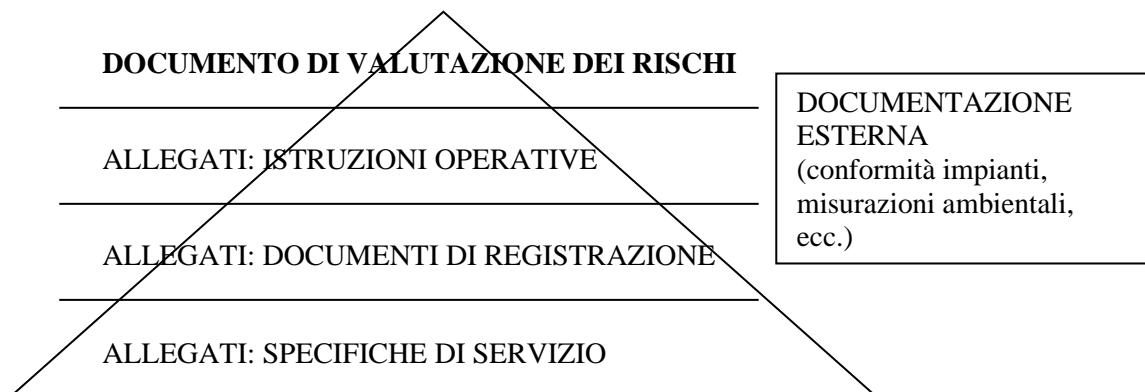 DOCUMENTO DI VALUTAZIONE DEI RISCHI
ALLEGATI: ISTRUZIONI OPERATIVE
ALLEGATI: DOCUMENTI DI REGISTRAZIONE
ALLEGATI: SPECIFICHE DI SERVIZIO
DOCUMENTAZIONE
ESTERNA
(conformità impianti,
misurazioni ambientali,
ecc.)